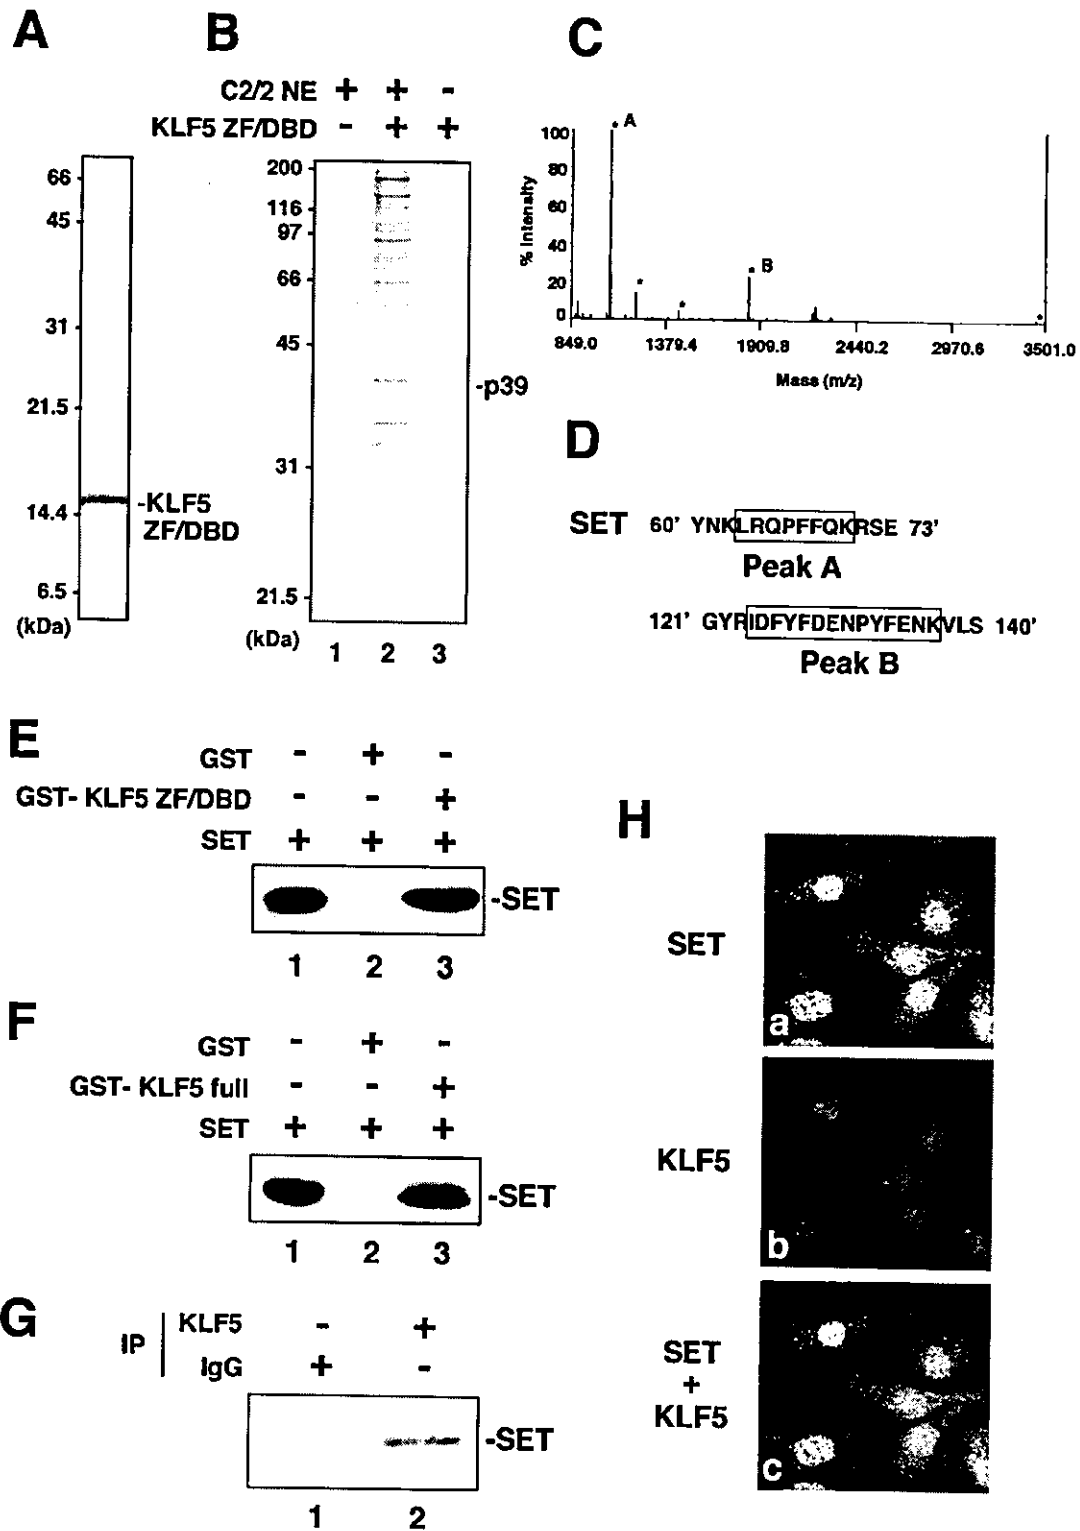 A
66
45
31
21.5
14.4
6.5
(kDa)
-KLF5
ZF/DBD
B
C2/2 NE + + -
KLF5 ZF/DBD - + +
200
116
97
66
45
31
21.5
(kDa)
-p39
1 2 3
C
% Intensity
100
80
60
40
20
0
* A
*
*
* B
*
849.0 1379.4 1909.8 2440.2 2970.6 3501.0
Mass (m/z)
D
SET 60' YNKLRQPFFQKRSE 73'
Peak A
121' GYRIDFYFDENPYFENKVLS 140'
Peak B
E
GST - + -
GST- KLF5 ZF/DBD - - +
SET + + +
-SET
1 2 3
F
GST - + -
GST- KLF5 full - - +
SET + + +
-SET
1 2 3
G
IP
KLF5 - +
IgG + -
-SET
1 2
H
SET
a
KLF5
b
SET
+
KLF5
c